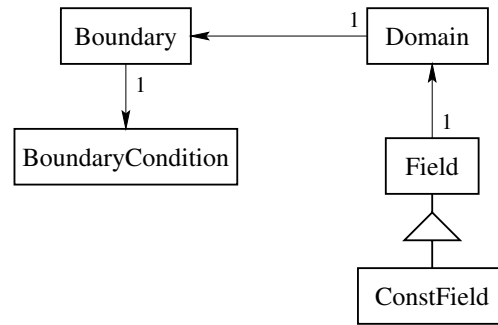 Boundary
1
Domain
1
BoundaryCondition
1
Field
ConstField